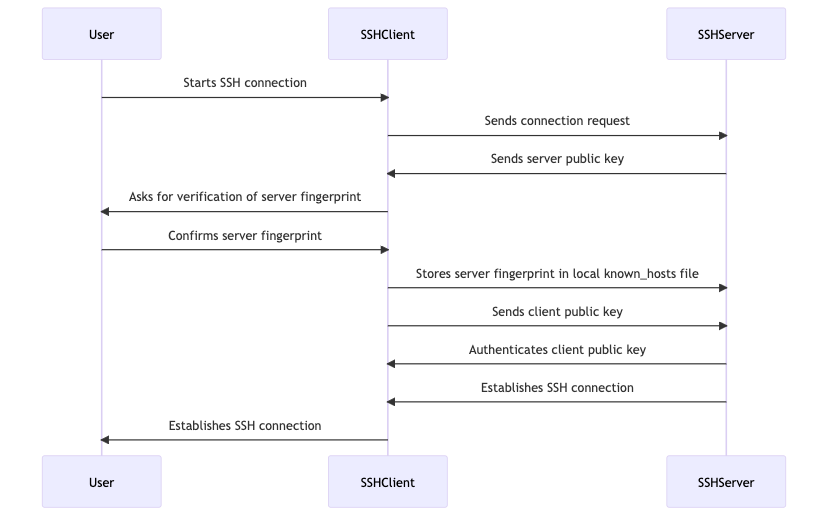 User
SSHClient
SSHServer
Starts SSH connection
Sends connection request
Sends server public key
Asks for verification of server fingerprint
Confirms server fingerprint
Stores server fingerprint in local known_hosts file
Sends client public key
Authenticates client public key
Establishes SSH connection
Establishes SSH connection
User
SSHClient
SSHServer